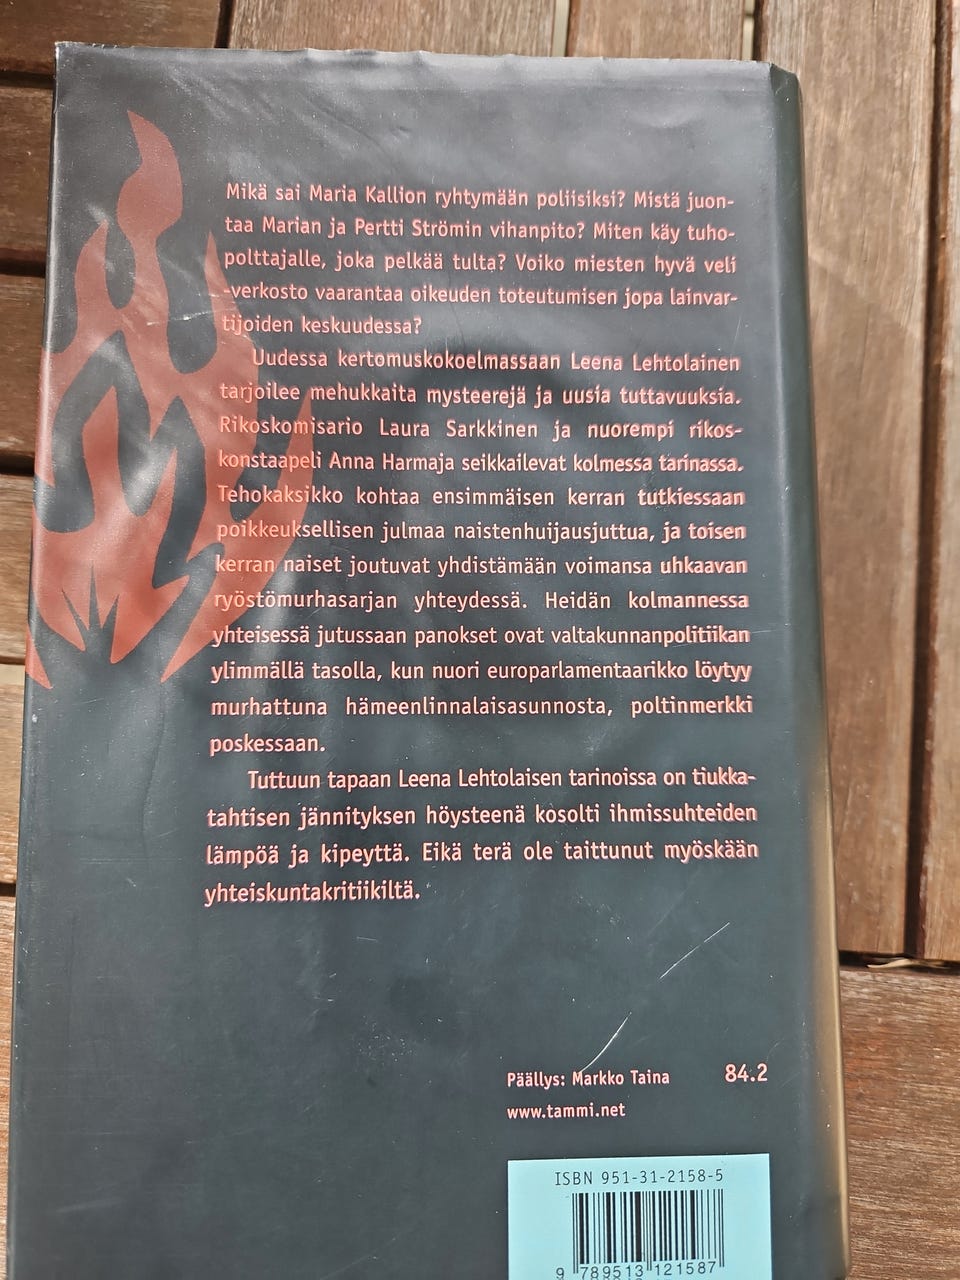 Mikä sai Maria Kallion ryhtymään poliisiksi? Mistä juon-
taa Marian ja Pertti Strömin vihanpito? Miten käy tuho-
polttajalle, joka pelkää tulta? Voiko miesten hyvä veli
-verkosto vaarantaa oikeuden toteutumisen jopa lainvar-
tijoiden keskuudessa?
Uudessa kertomuskokoelmassaan Leena Lehtolainen
tarjoilee mehukkaita mysteerejä ja uusia tuttavuuksia.
Rikoskomisario Laura Sarkkinen ja nuorempi rikos-
konstaapeli Anna Harmaja seikkailevat kolmessa tarinassa.
Tehokaksikko kohtaa ensimmäisen kerran tutkiessaan
poikkeuksellisen julmaa naistenhuijausjuttua, ja toisen
kerran naiset joutuvat yhdistämään voimansa uhkaavan
ryöstömurhasarjan yhteydessä. Heidän kolmannessa
yhteisessä jutussaan panokset ovat valtakunnanpolitiikan
ylimmällä tasolla, kun nuori europarlamentaarikko löytyy
murhattuna hämeenlinnalaisasunnosta, poltinmerkki
poskessaan.
Tuttuun tapaan Leena Lehtolaisen tarinoissa on tiukka-
tahtisen jännityksen höysteenä kosolti ihmissuhteiden
lämpöä ja kipeyttä. Eikä terä ole taittunut myöskään
yhteiskuntakritiikiltä.
Päällys: Markko Taina 84.2
www.tammi.net
ISBN 951-31-2158-5
9 789513 121587